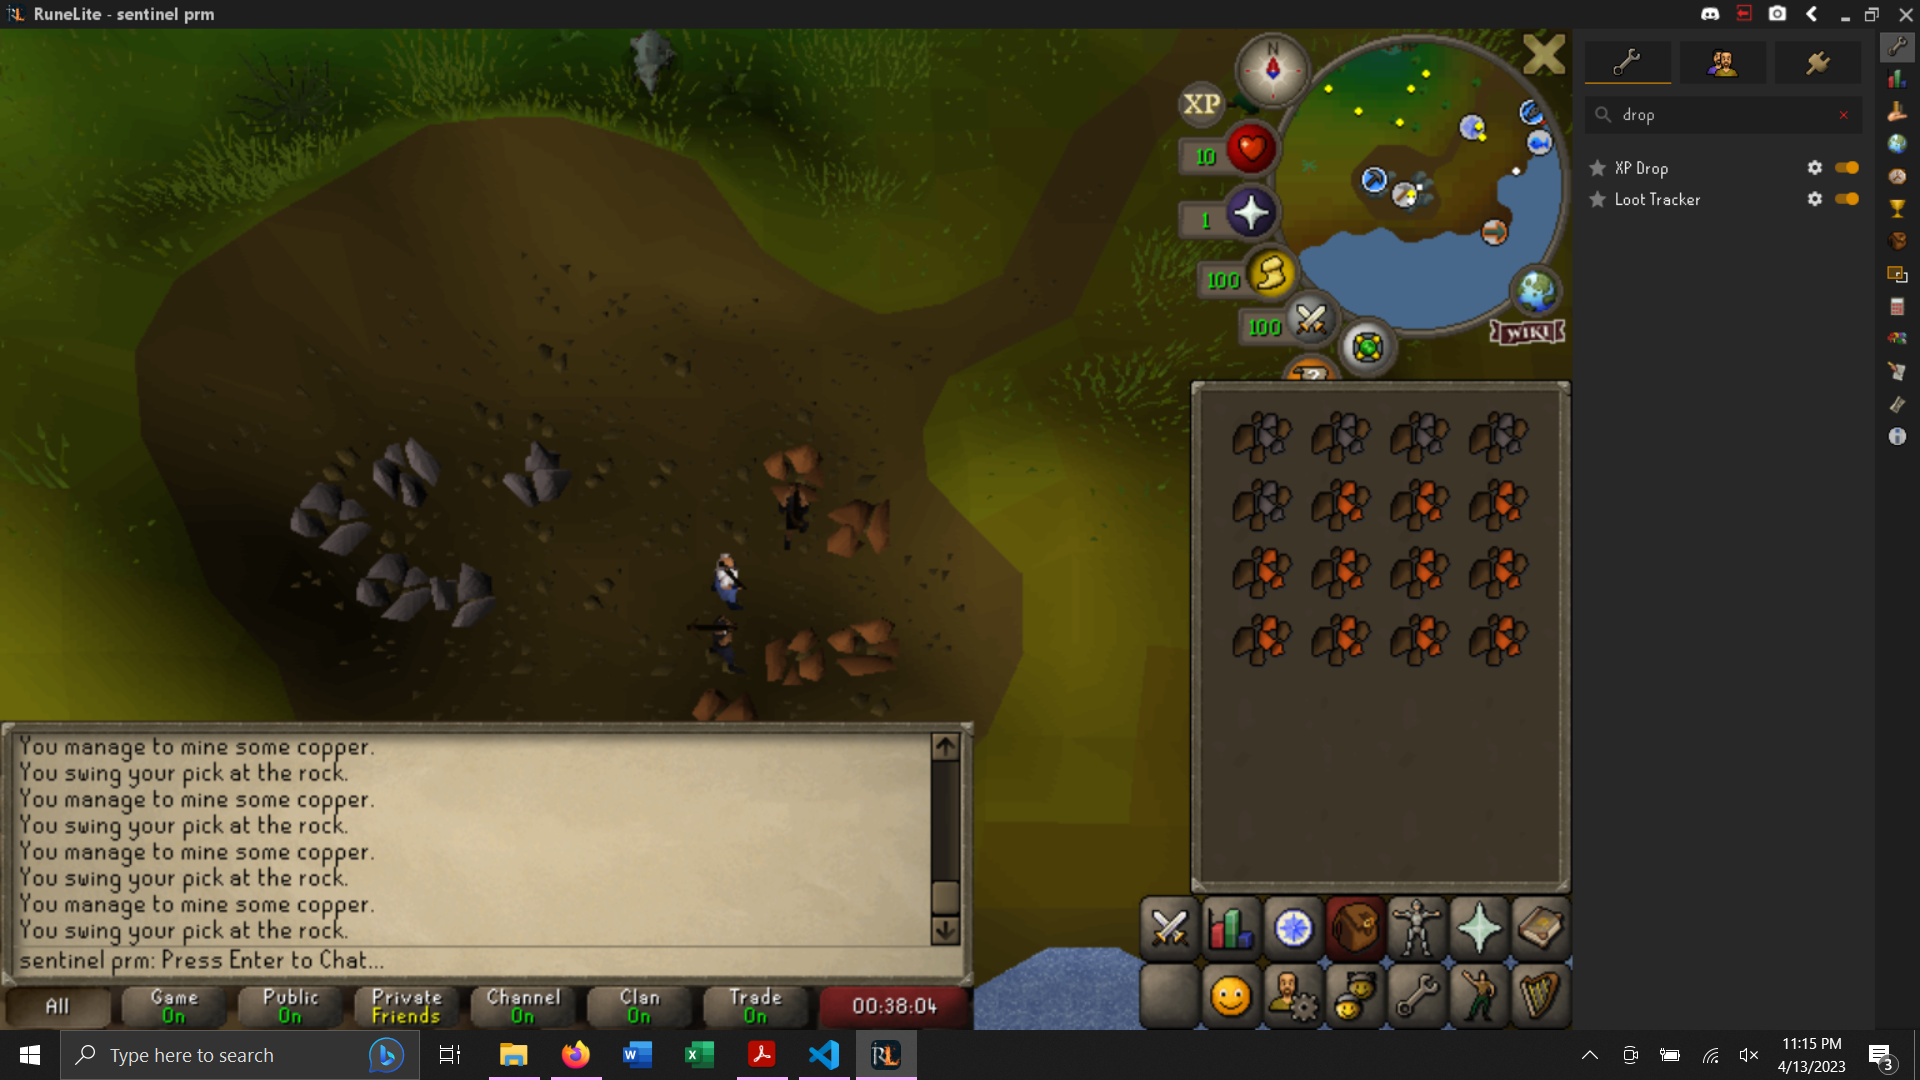 RuneLite - sentinel prm
N
XP
10
1
100
100
WIKI
drop
XP Drop
Loot Tracker
You manage to mine some copper.
You swing your pick at the rock.
You manage to mine some copper.
You swing your pick at the rock.
You manage to mine some copper.
You swing your pick at the rock.
You manage to mine some copper.
You swing your pick at the rock.
sentinel prm: Press Enter to Chat...
All
Game
On
Public
On
Private
Friends
Channel
On
Clan
On
Trade
On
00:38:04
Type here to search
11:15 PM
4/13/2023
3